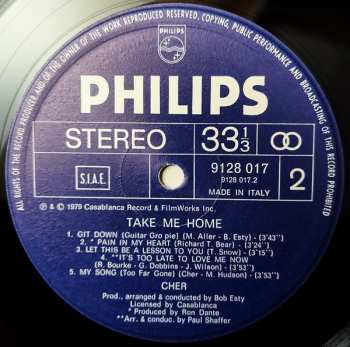 ALL RIGHTS OF THE RECORD PRODUCER AND OF THE OWNER OF THE WORK REPRODUCED RESERVED. COPYING, PUBLIC PERFORMANCE AND BROADCASTING OF THIS RECORD PROHIBITED
PHILIPS
PHILIPS
STEREO 33 1/3
S.I.A.E.
9128 017
9128 017.2
MADE IN ITALY
2
℗ & © 1979 Casablanca Record & FilmWorks Inc.
TAKE ME HOME
1. GIT DOWN (Guitar Gro pie) (M. Aller - B. Esty) - (3'43'')
2. * PAIN IN MY HEART (Richard T. Bear) - (3'24'')
3. LET THIS BE A LESSON TO YOU (T. Snow) - (3'15'')
4. **IT'S TOO LATE TO LOVE ME NOW
(R. Bourke - G. Dobbins - J. Wilson) - (3'53'')
5. MY SONG (Too Far Gone) (Cher - M. Hudson) - (3'53'')
CHER
Prod., arranged & conducted by Bob Esty
Licensed by Casablanca
* Produced by Ron Dante
**Arr. & conduc. by Paul Shaffer